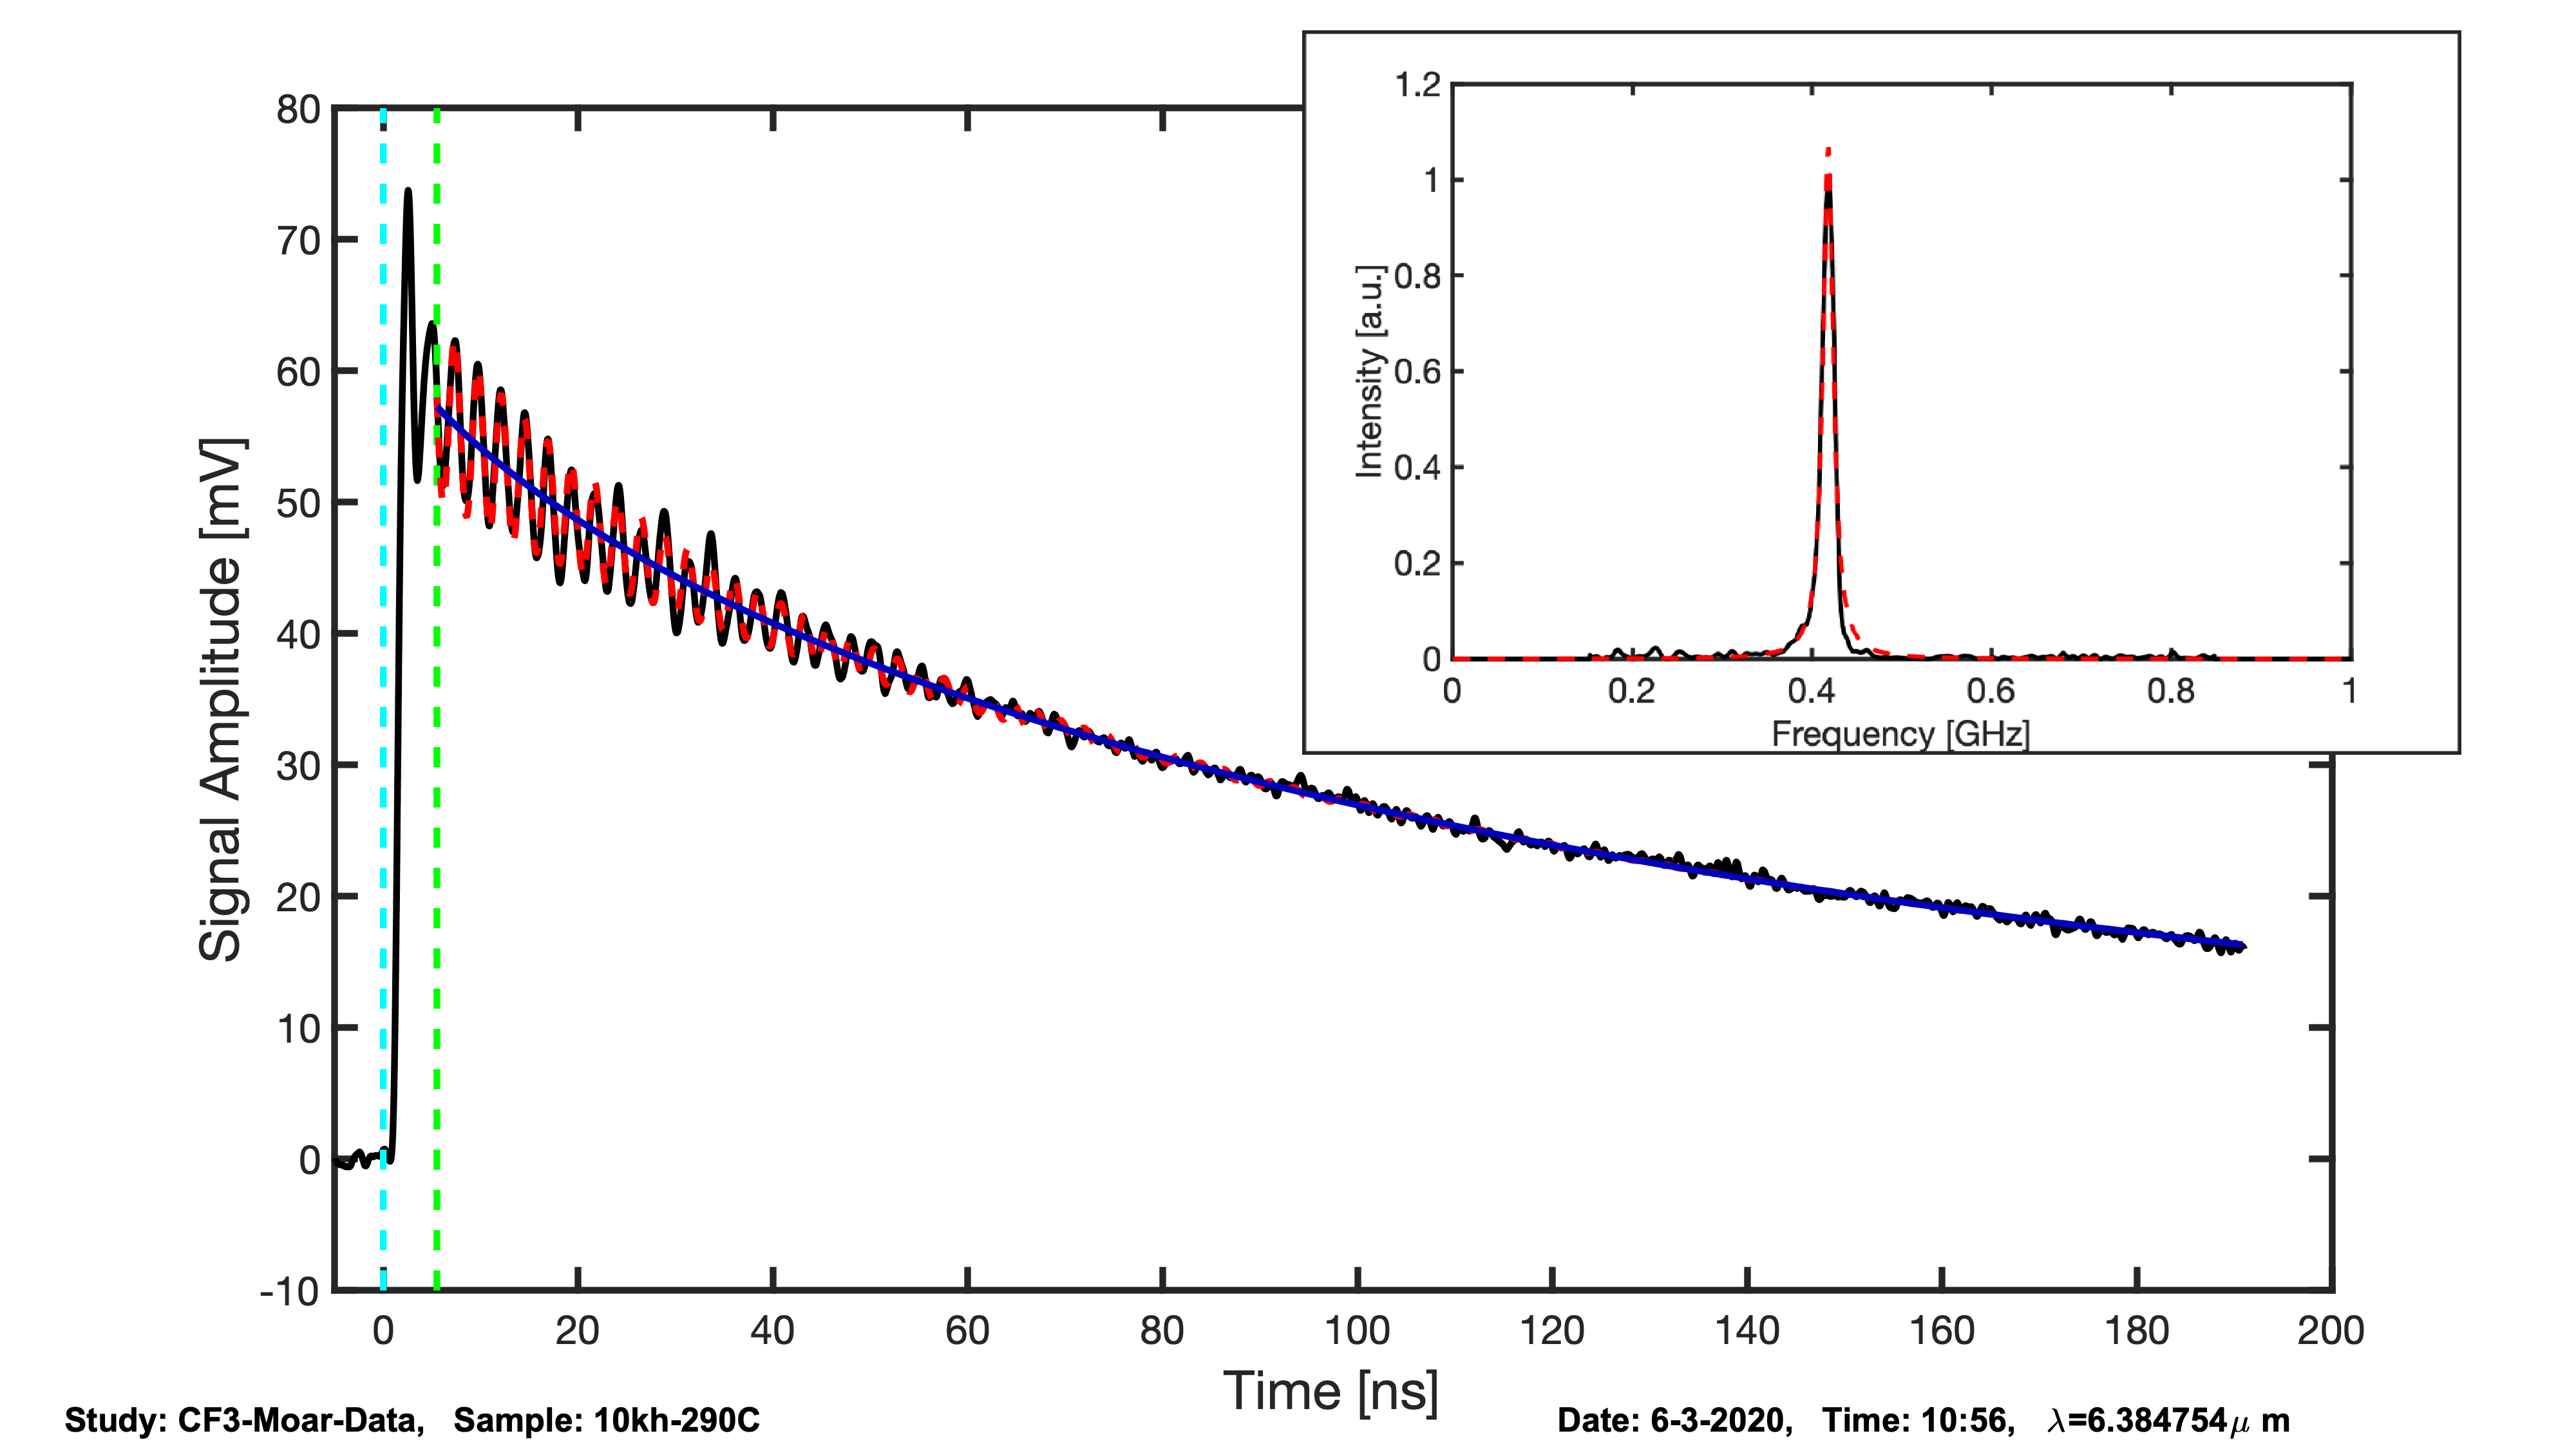 1.2
1
0.8
0.6
0.4
0.2
0
0 0.2 0.4 0.6 0.8 1
Intensity [a.u.]
Frequency [GHz]
80
70
60
50
40
30
20
10
0
-10
0 20 40 60 80 100 120 140 160 180 200
Signal Amplitude [mV]
Time [ns]
Study: CF3-Moar-Data, Sample: 10kh-290C
Date: 6-3-2020, Time: 10:56, λ=6.384754μ m